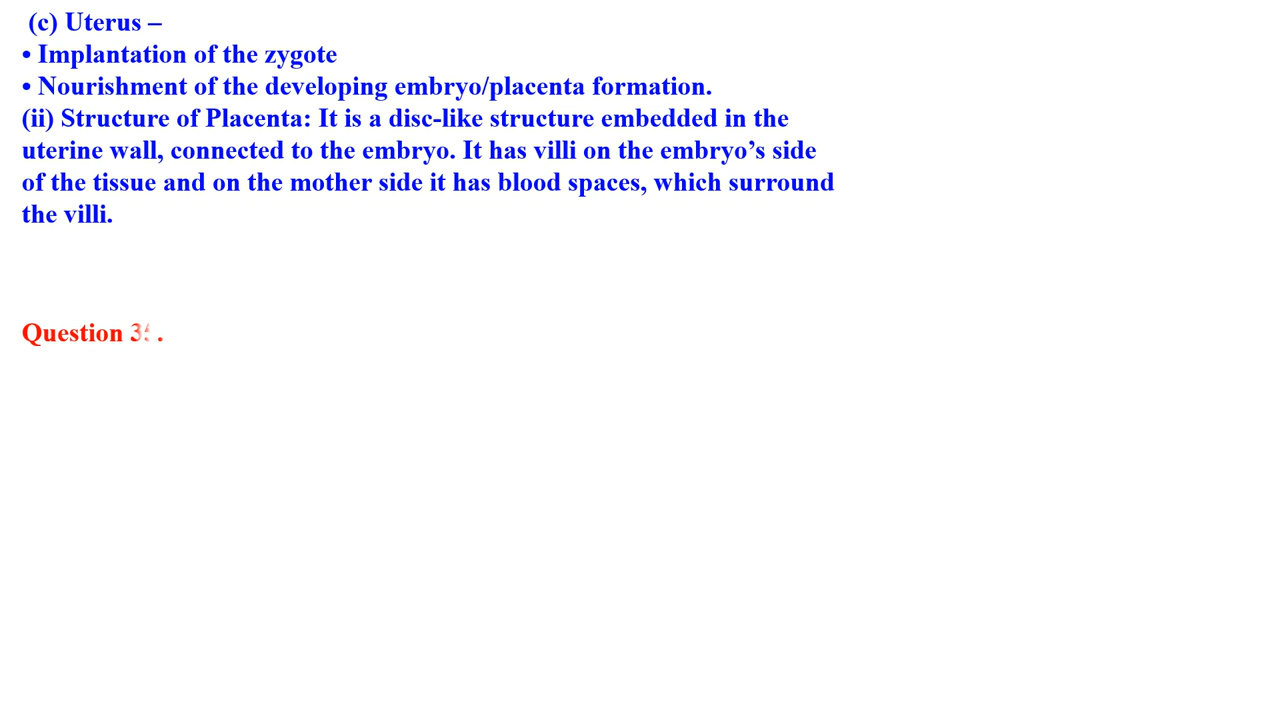 (c) Uterus –
• Implantation of the zygote
• Nourishment of the developing embryo/placenta formation.
(ii) Structure of Placenta: It is a disc-like structure embedded in the
uterine wall, connected to the embryo. It has villi on the embryo’s side
of the tissue and on the mother side it has blood spaces, which surround
the villi.
Question 35.